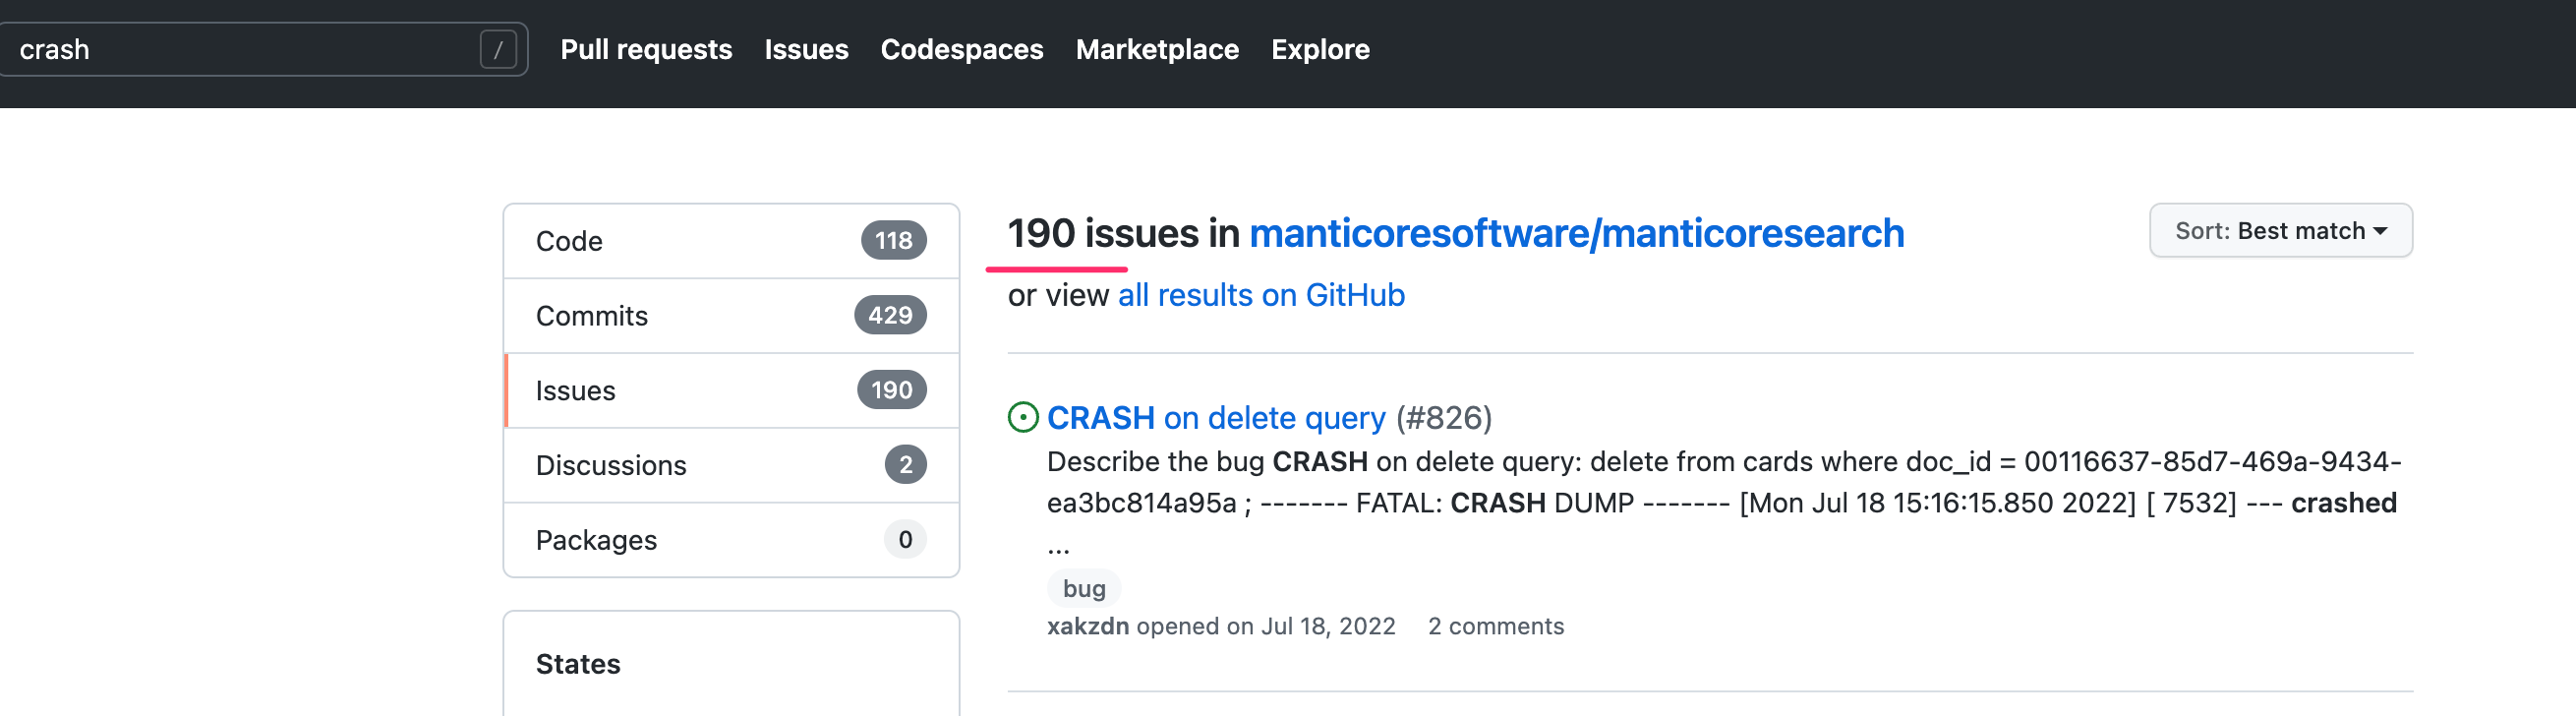 crash / Pull requests Issues Codespaces Marketplace Explore
Code 118
Commits 429
Issues 190
Discussions 2
Packages 0
States
190 issues in manticoresoftware/manticoresearch
Sort: Best match
or view all results on GitHub
CRASH on delete query (#826)
Describe the bug CRASH on delete query: delete from cards where doc_id = 00116637-85d7-469a-9434-
ea3bc814a95a ; ------- FATAL: CRASH DUMP ------- [Mon Jul 18 15:16:15.850 2022] [ 7532] --- crashed
...
bug
xakzdn opened on Jul 18, 2022 2 comments